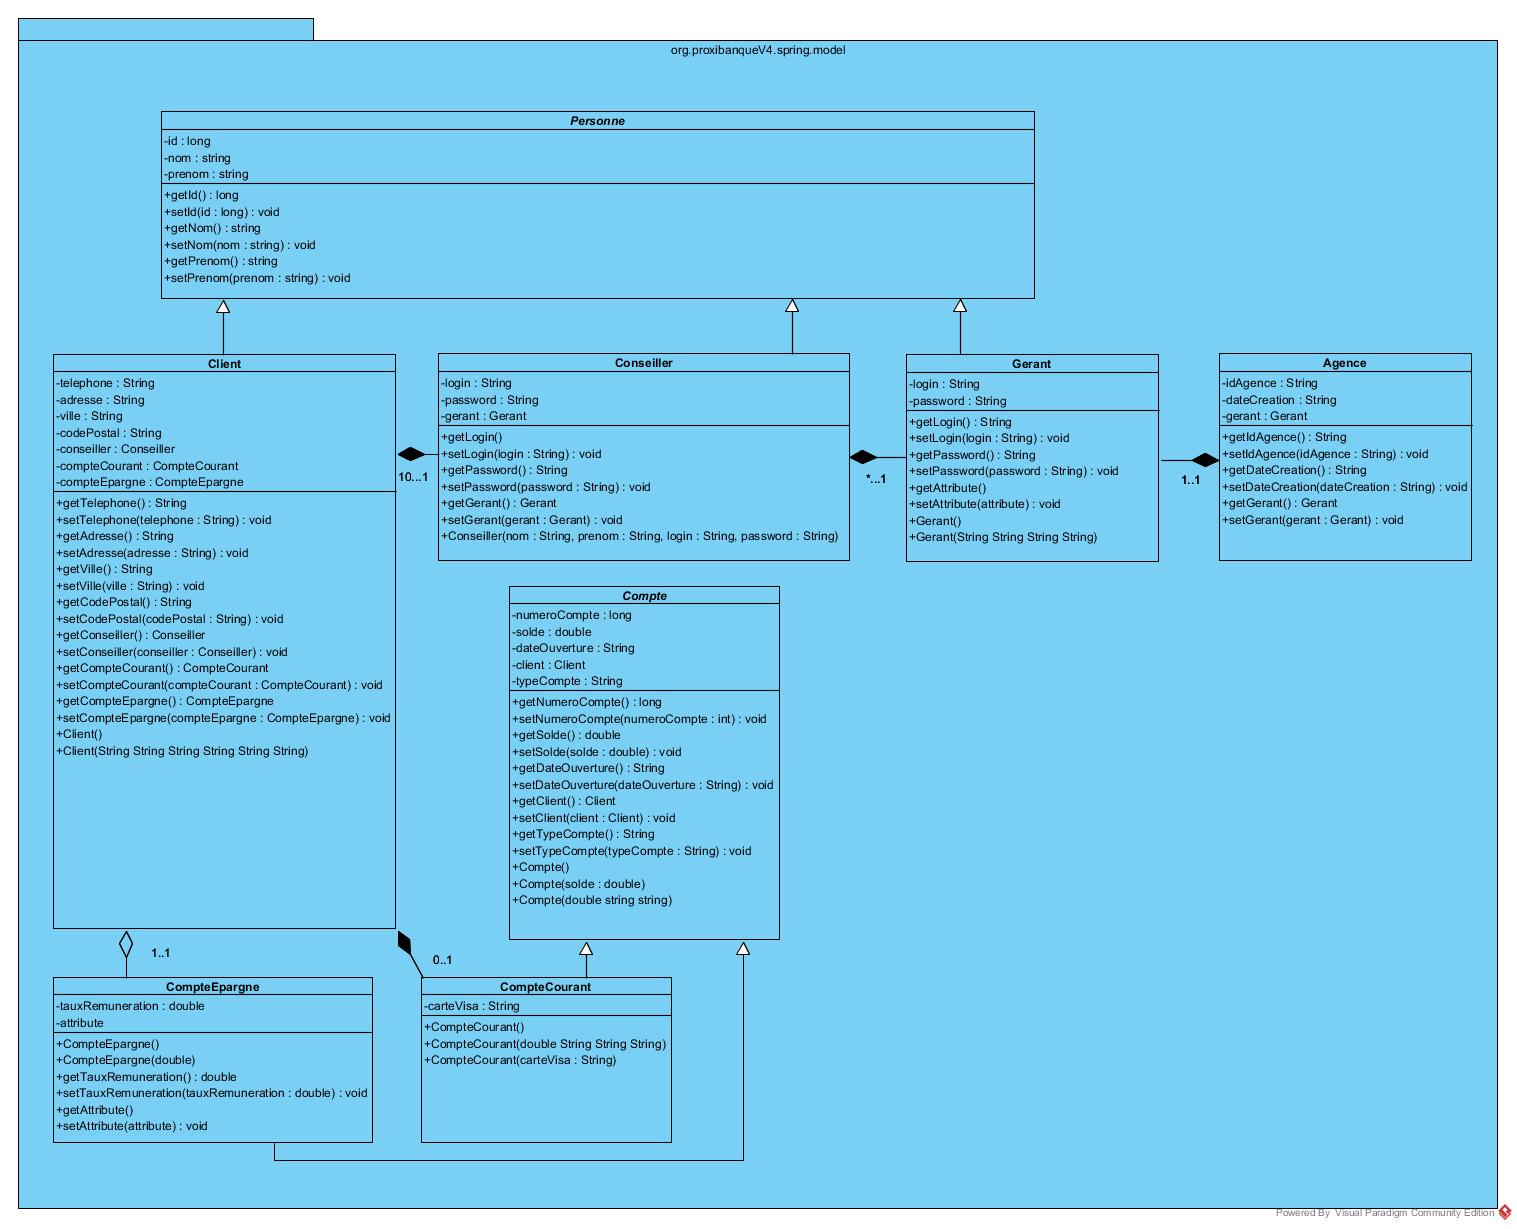 org.proxibanqueV4.spring.model
Personne
-id : long
-nom : string
-prenom : string
+getId() : long
+setId(id : long) : void
+getNom() : string
+setNom(nom : string) : void
+getPrenom() : string
+setPrenom(prenom : string) : void
Client
-telephone : String
-adresse : String
-ville : String
-codePostal : String
-conseiller : Conseiller
-compteCourant : CompteCourant
-compteEpargne : CompteEpargne
+getTelephone() : String
+setTelephone(telephone : String) : void
+getAdresse() : String
+setAdresse(adresse : String) : void
+getVille() : String
+setVille(ville : String) : void
+getCodePostal() : String
+setCodePostal(codePostal : String) : void
+getConseiller() : Conseiller
+setConseiller(conseiller : Conseiller) : void
+getCompteCourant() : CompteCourant
+setCompteCourant(compteCourant : CompteCourant) : void
+getCompteEpargne() : CompteEpargne
+setCompteEpargne(compteEpargne : CompteEpargne) : void
+Client()
+Client(String String String String String String)
10...1
Conseiller
-login : String
-password : String
-gerant : Gerant
+getLogin()
+setLogin(login : String) : void
+getPassword() : String
+setPassword(password : String) : void
+getGerant() : Gerant
+setGerant(gerant : Gerant) : void
+Conseiller(nom : String, prenom : String, login : String, password : String)
*...1
Gerant
-login : String
-password : String
+getLogin() : String
+setLogin(login : String) : void
+getPassword() : String
+setPassword(password : String) : void
+getAttribute()
+setAttribute(attribute) : void
+Gerant()
+Gerant(String String String String)
1..1
Agence
-idAgence : String
-dateCreation : String
-gerant : Gerant
+getIdAgence() : String
+setIdAgence(idAgence : String) : void
+getDateCreation() : String
+setDateCreation(dateCreation : String) : void
+getGerant() : Gerant
+setGerant(gerant : Gerant) : void
Compte
-numeroCompte : long
-solde : double
-dateOuverture : String
-client : Client
-typeCompte : String
+getNumeroCompte() : long
+setNumeroCompte(numeroCompte : int) : void
+getSolde() : double
+setSolde(solde : double) : void
+getDateOuverture() : String
+setDateOuverture(dateOuverture : String) : void
+getClient() : Client
+setClient(client : Client) : void
+getTypeCompte() : String
+setTypeCompte(typeCompte : String) : void
+Compte()
+Compte(solde : double)
+Compte(double string string)
1..1
0..1
CompteEpargne
-tauxRemuneration : double
-attribute
+CompteEpargne()
+CompteEpargne(double)
+getTauxRemuneration() : double
+setTauxRemuneration(tauxRemuneration : double) : void
+getAttribute()
+setAttribute(attribute) : void
CompteCourant
-carteVisa : String
+CompteCourant()
+CompteCourant(double String String String)
+CompteCourant(carteVisa : String)
Powered By Visual Paradigm Community Edition